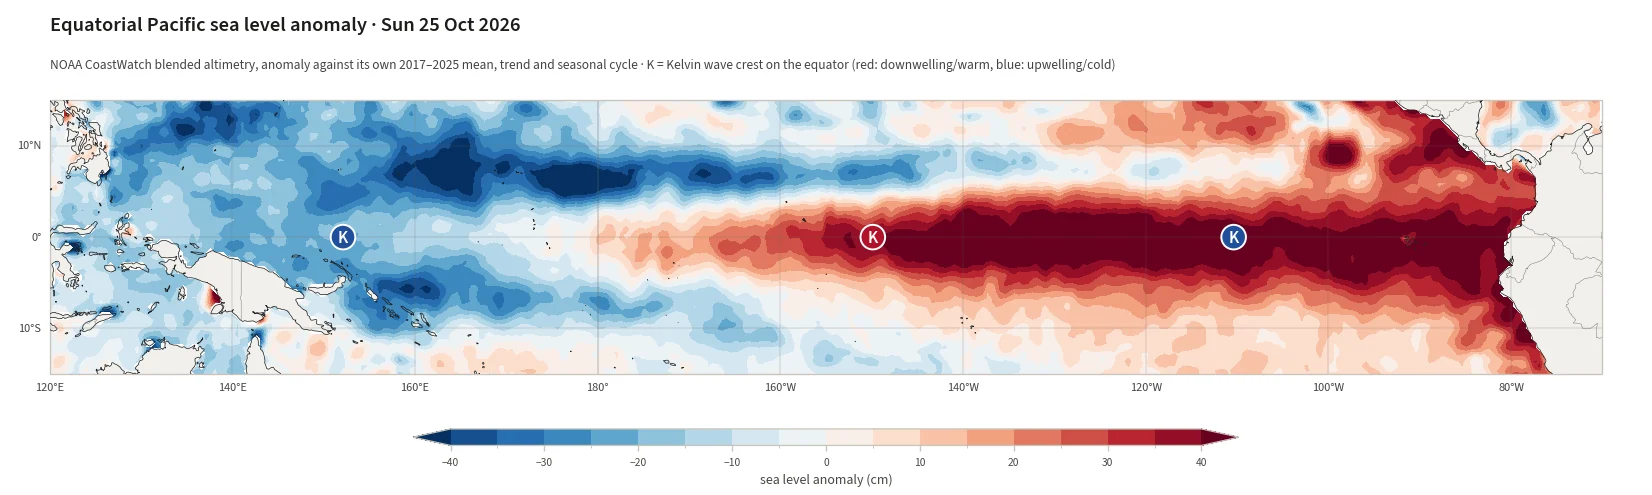 Equatorial Pacific sea level anomaly · Sun 25 Oct 2026
NOAA CoastWatch blended altimetry, anomaly against its own 2017–2025 mean, trend and seasonal cycle · K = Kelvin wave crest on the equator (red: downwelling/warm, blue: upwelling/cold)
10°N
0°
K K K
10°S
120°E 140°E 160°E 180° 160°W 140°W 120°W 100°W 80°W
−40 −30 −20 −10 0 10 20 30 40
sea level anomaly (cm)